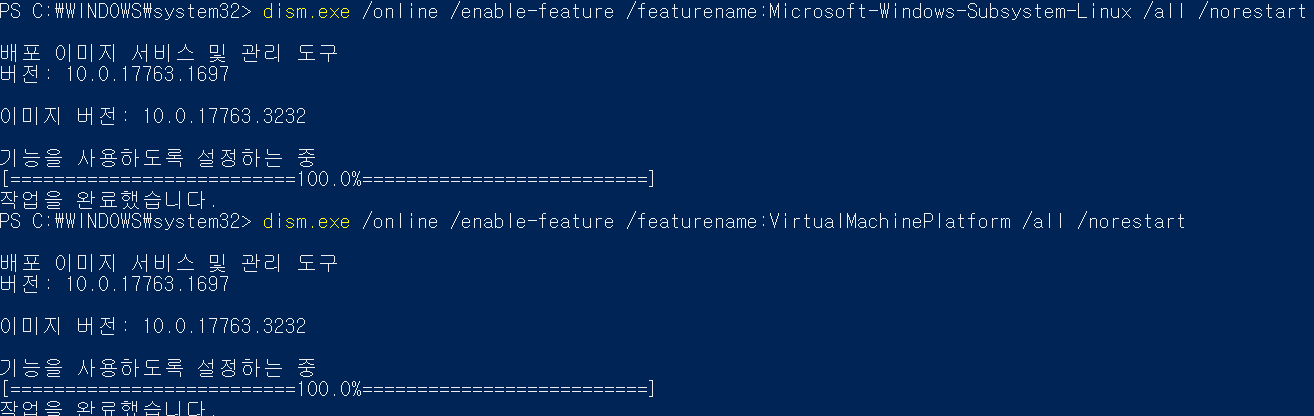 PS C:₩WINDOWS₩system32> dism.exe /online /enable-feature /featurename:Microsoft-Windows-Subsystem-Linux /all /norestart
배포 이미지 서비스 및 관리 도구
버전: 10.0.17763.1697
이미지 버전: 10.0.17763.3232
기능을 사용하도록 설정하는 중
[==========================100.0%==========================]
작업을 완료했습니다.
PS C:₩WINDOWS₩system32> dism.exe /online /enable-feature /featurename:VirtualMachinePlatform /all /norestart
배포 이미지 서비스 및 관리 도구
버전: 10.0.17763.1697
이미지 버전: 10.0.17763.3232
기능을 사용하도록 설정하는 중
[==========================100.0%==========================]
작업을 완료했습니다.